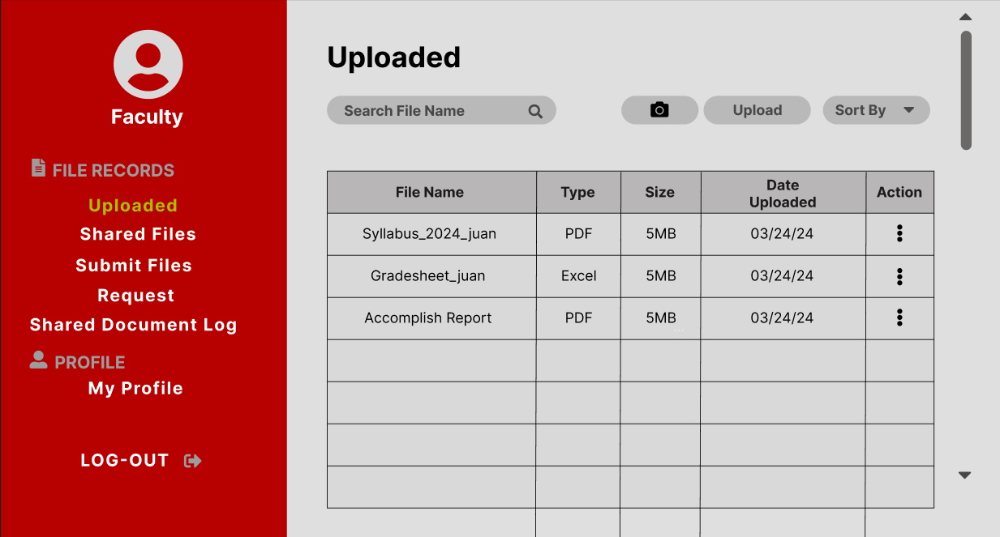 Faculty
FILE RECORDS
Uploaded
Shared Files
Submit Files
Request
Shared Document Log
PROFILE
My Profile
LOG-OUT
Uploaded
Search File Name
Upload
Sort By
File Name Type Size Date Uploaded Action
Syllabus_2024_juan PDF 5MB 03/24/24
Gradesheet_juan Excel 5MB 03/24/24
Accomplish Report PDF 5MB 03/24/24